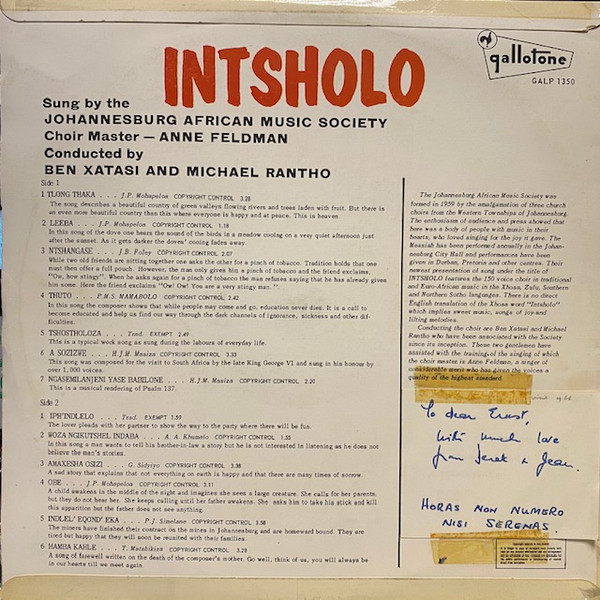 INTSHOLO
gallotone
GALP 1350
Sung by the
JOHANNESBURG AFRICAN MUSIC SOCIETY
Choir Master — ANNE FELDMAN
Conducted by
BEN XATASI AND MICHAEL RANTHO
Side 1
1 TLONG THAKA . . . J.P. Mohapeloa COPYRIGHT CONTROL 3.28
The song describes a beautiful country of green valleys flowing rivers and trees laden with fruit. But there is
an even more beautiful country than this where everyone is happy and at peace. This is heaven.
2 LEEBA . . . J.P. Mohapeloa COPYRIGHT CONTROL 1.18
In this song of the dove one hears the sound of the birds in a meadow cooing on a very quiet afternoon just
after the sunset. As it gets darker the doves' cooing fades away.
3 NTSHANGASE . . . J.B. Foley COPYRIGHT CONTROL 2.07
While two old friends are sitting together one asks the other for a pinch of tobacco. Tradition holds that one
must then offer a full pouch. However, the man only gives him a pinch of tobacco and the friend exclaims,
"Ow, how stingy". When he asks again for a pinch of tobacco the man refuses saying that he has already given
him some. Here the friend exclaims "Ow! Ow! You are a very stingy man."
4 THUTO . . . P.M.S. MAMABOLO COPYRIGHT CONTROL 2.42
In this song the composer shows that while people may come and go, education never dies. It is a call to
become educated and help us find our way through the dark channels of ignorance, sickness and other dif-
ficulties.
5 TSHOSTHOLOZA . . . Trad. EXEMPT 2.49
This is a typical work song as sung during the labours of everyday life.
6 A SOZIZWE . . . H.J.M. Masiza COPYRIGHT CONTROL 3.33
This song was composed for the visit to South Africa by the late King George V1 and sung in his honour by
over 1,000 voices.
7 NGASEMILANJENI YASE BABILONE . . . H.J.M. Masiza COPYRIGHT CONTROL 2.20
This is a musical rendering of Psalm 137.
Side 2
1 IPH'INDLELO . . . Trad. EXEMPT 1.59
The lover pleads with her partner to show the way to the party where there will be fun.
2 WOZA NGIKUTSHEL INDABA . . . A. A. Khumalo COPYRIGHT CONTROL 1.35
In this song a man wants to tell his brother-in-law a story but he is not interested in listening as he does not
believe the man's stories.
3 AMAXESHA OSIZI . . . G. Sidyiyo COPYRIGHT CONTROL 3.38
A sad story that explains that not everything on earth is happy and that there are many times of sorrow.
4 OBE . . . J.P. Mohapeloa COPYRIGHT CONTROL 3.11
A child awakens in the middle of the night and imagines she sees a large creature. She calls for her parents,
but they do not hear her. She keeps calling until her father awakens. She asks him to take his stick and kill
this apparition but the father does not see anything.
5 INDLEL' EQOND' EKA . . . P.J. Simelane COPYRIGHT CONTROL 3.58
The miners have finished their contract on the mines in Johannesburg and are homeward bound. They are
tired but happy that they will soon be reunited with their families.
6 HAMBA KAHLE . . . T. Matshikiza COPYRIGHT CONTROL 3.28
A song of farewell written on the death of the composer's mother. Go well, think of us, you will always be
in our hearts till we meet again.
The Johannesburg African Music Society was
formed in 1959 by the amalgamation of three church
choirs from the Western Townships of Johannesburg.
The enthusiasm of audience and press showed that
here was a body of people with music in their
hearts, who loved singing for the joy it gave. The
Messiah has been performed annually in the Johan-
nesburg City Hall and performances have been
given in Durban, Pretoria and other centres. Their
newest presentation of song under the title of
INTSHOLO features the 150 voice choir in traditional
and Euro-African music in the Xhosa, Zulu, Southern
and Northern Sotho languages. There is no direct
English translation of the Xhosa word "Intsholo"
which implies sweet music, songs of joy and
lilting melodies.
Conducting the choir are Ben Xatasi and Michael
Rantho who have been associated with the Society
since its inception. These two gentlemen have
assisted with the training of the singing of which
the choir master is Anne Feldman, a singer of
considerable merit who has given the voices a
quality of the highest standard.
To dear Ernst,
with much love
from Derek & Jean.
HORAS NON NUMERO
NISI SERENAS.